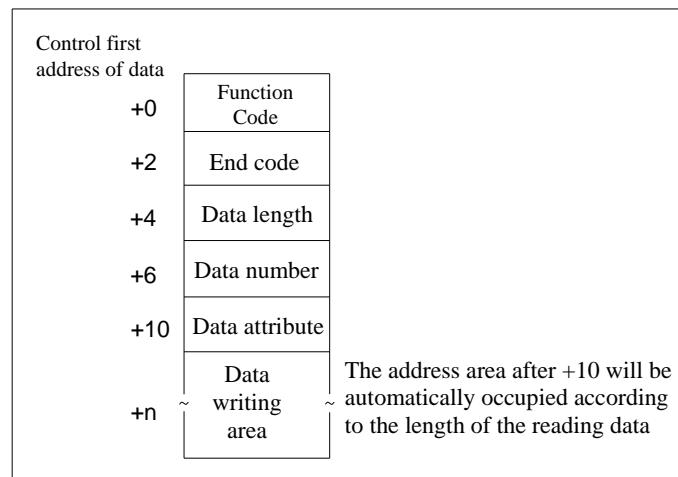 Control first
address of data
+0
Function
Code
+2
End code
+4
Data length
+6
Data number
+10
Data attribute
+n
~
Data
writing
area
~
The address area after +10 will be
automatically occupied according
to the length of the reading data